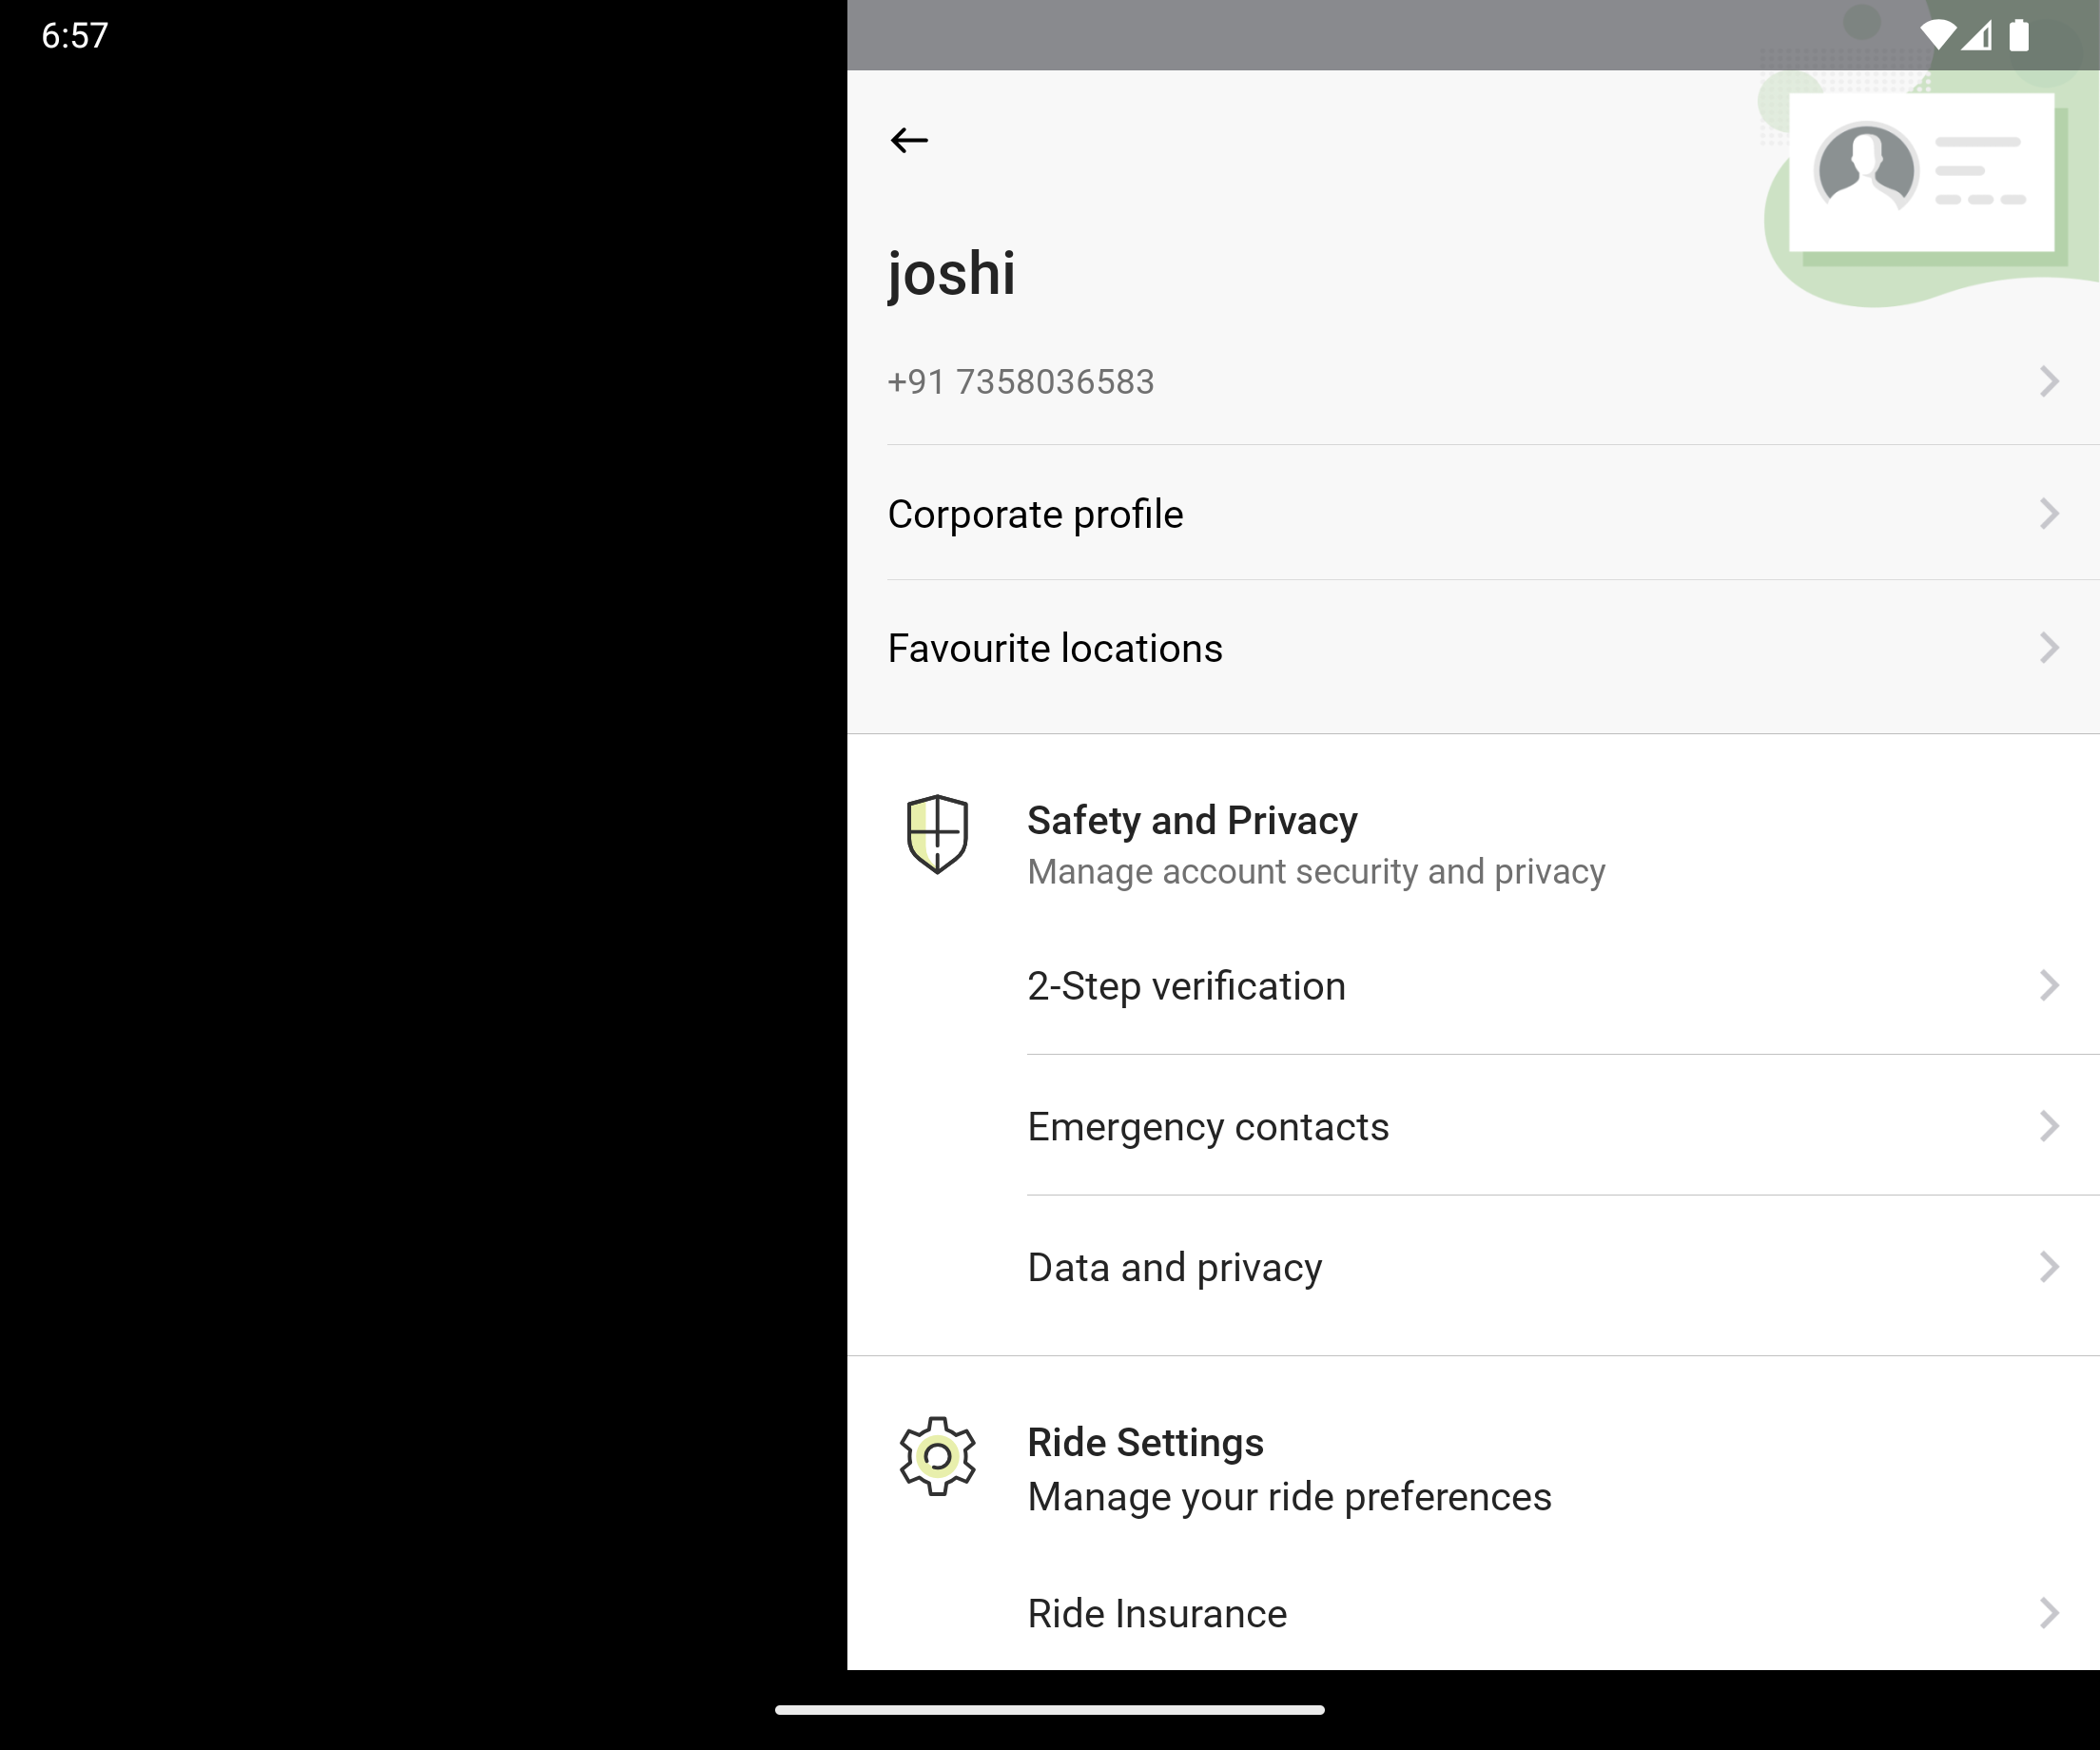 6:57
joshi
+91 7358036583
Corporate profile
Favourite locations
Safety and Privacy
Manage account security and privacy
2-Step verification
Emergency contacts
Data and privacy
Ride Settings
Manage your ride preferences
Ride Insurance